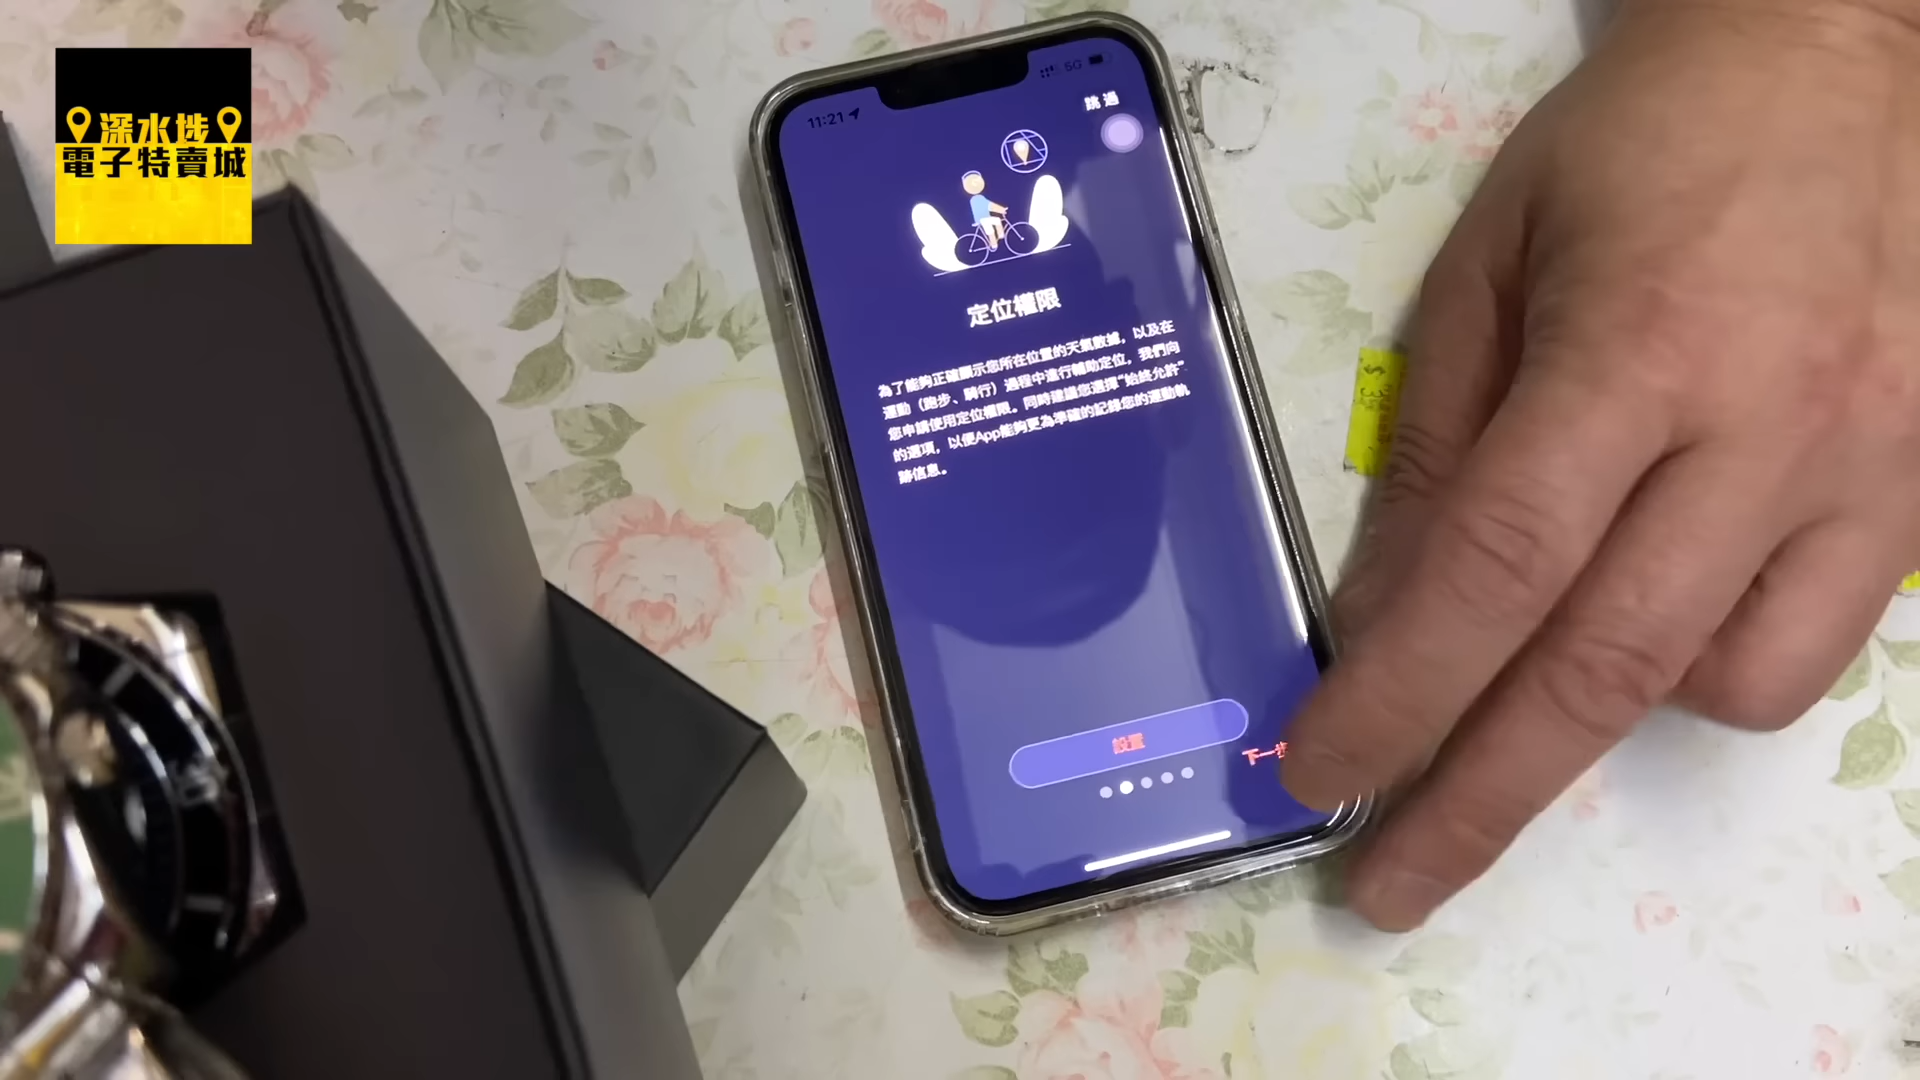 深水埗
電子特賣城
11:21
5G
跳過
定位權限
為了能夠正確顯示您所在位置的天氣數據，以及在
運動（跑步、騎行）過程中進行輔助定位，我們向
您申請使用定位權限。同時建議您選擇“始終允許”
的選項，以便App能夠更為準確的記錄您的運動軌
跡信息。
設置
下一步